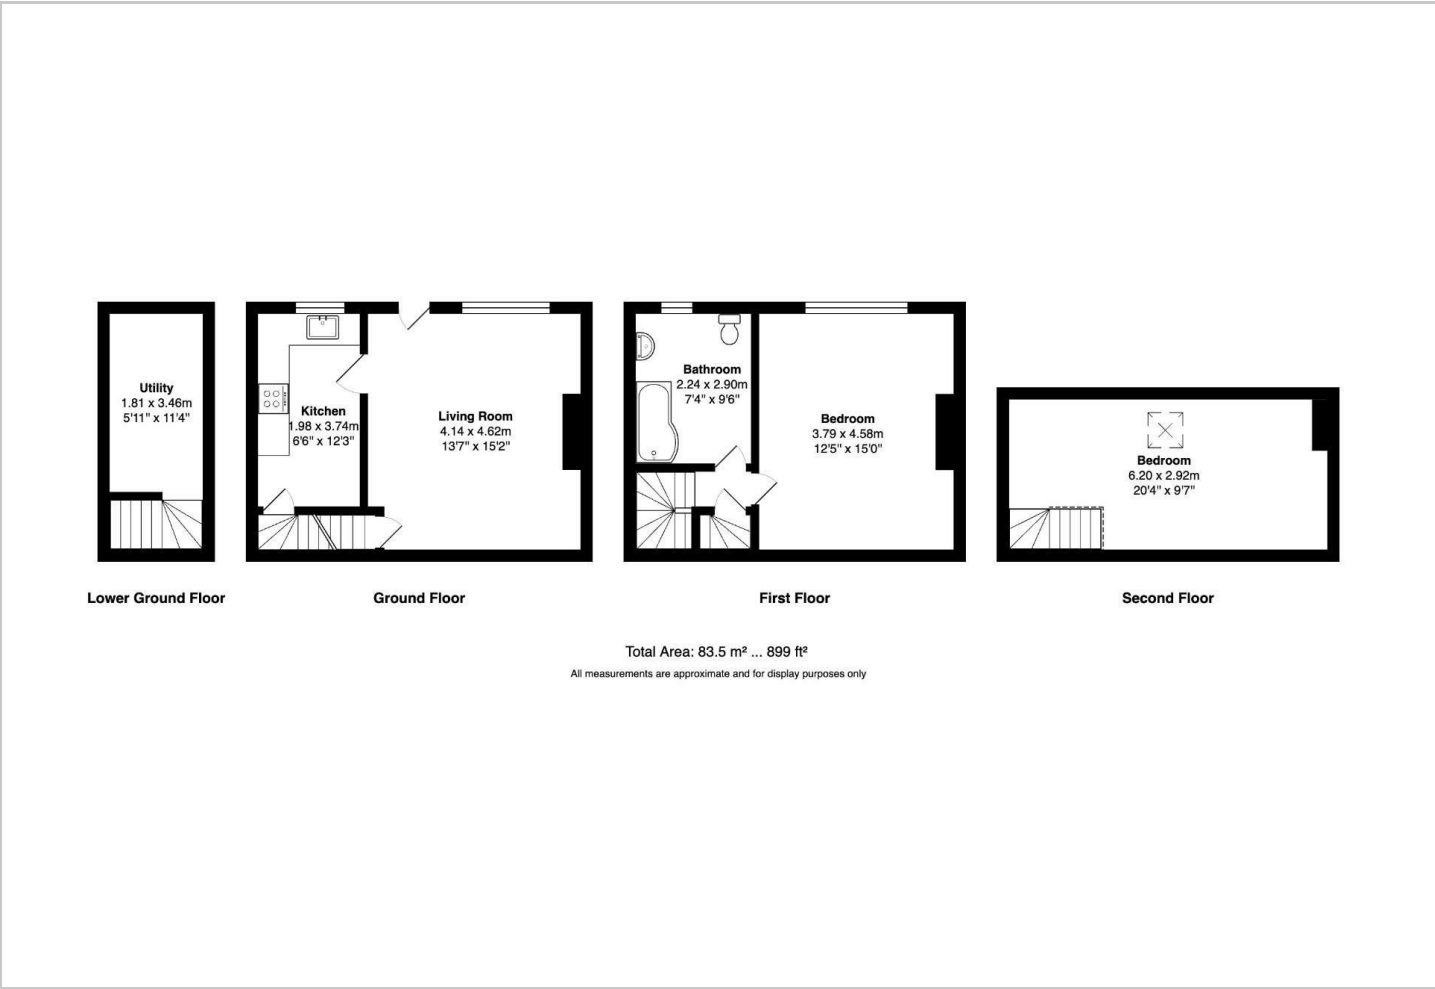 Utility
1.81 x 3.46m
5'11" x 11'4"
Lower Ground Floor
Kitchen
1.98 x 3.74m
6'6" x 12'3"
Living Room
4.14 x 4.62m
13'7" x 15'2"
Ground Floor
Bathroom
2.24 x 2.90m
7'4" x 9'6"
Bedroom
3.79 x 4.58m
12'5" x 15'0"
First Floor
Bedroom
6.20 x 2.92m
20'4" x 9'7"
Second Floor
Total Area: 83.5 m² ... 899 ft²
All measurements are approximate and for display purposes only